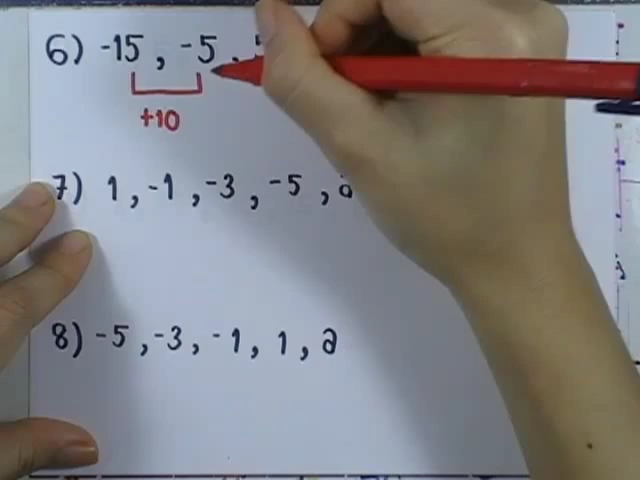 6) -15 , -5 ,
+10
7) 1 , -1 , -3 , -5 ,
8) -5 , -3 , -1 , 1 , a